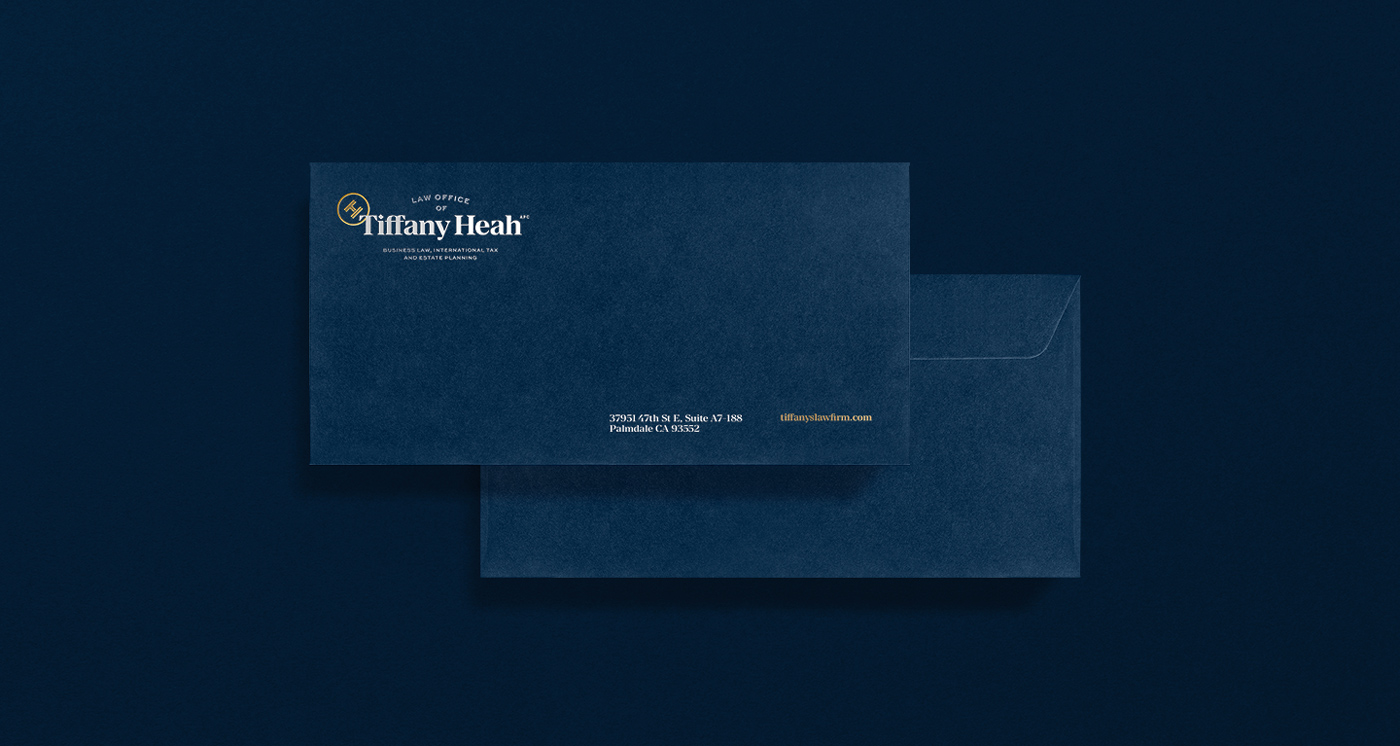 LAW OFFICE
OF
Tiffany Heah APC
BUSINESS LAW, INTERNATIONAL TAX
AND ESTATE PLANNING
37951 47th St E, Suite A7-188
Palmdale CA 93552
tiffanyslawfirm.com